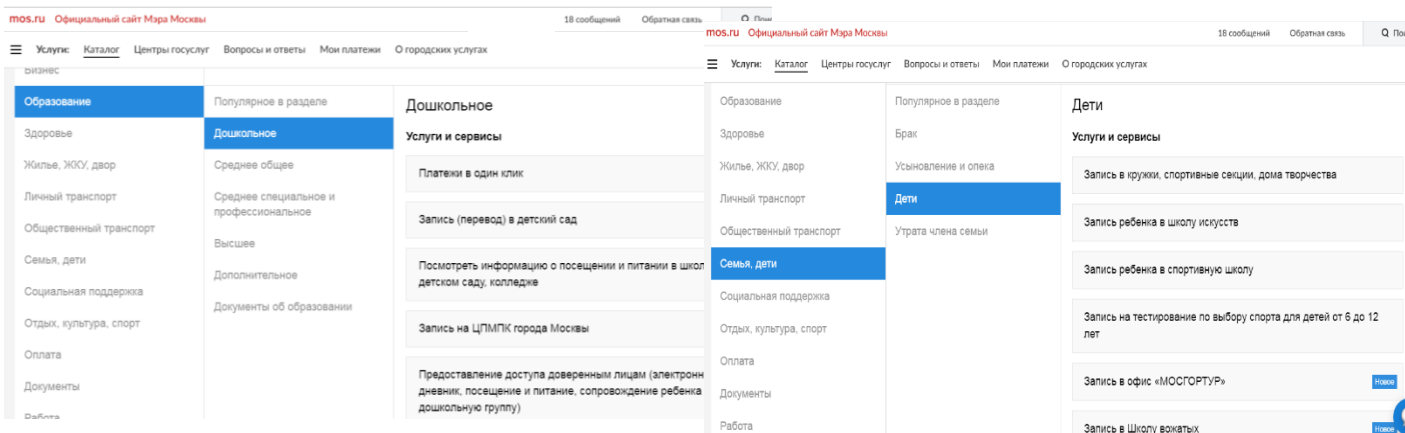 mos.ru Официальный сайт Мэра Москвы
18 сообщений Обратная связь
Услуги: Каталог Центры госуслуг Вопросы и ответы Мои платежи О городских услугах
Бизнес
Образование
Здоровье
Жилье, ЖКУ, двор
Личный транспорт
Общественный транспорт
Семья, дети
Социальная поддержка
Отдых, культура, спорт
Оплата
Документы
Работа
Популярное в разделе
Дошкольное
Среднее общее
Среднее специальное и
профессиональное
Высшее
Дополнительное
Документы об образовании
Дошкольное
Услуги и сервисы
Платежи в один клик
Запись (перевод) в детский сад
Посмотреть информацию о посещении и питании в школ
детском саду, колледже
Запись на ЦПМПК города Москвы
Предоставление доступа доверенным лицам (электронн
дневник, посещение и питание, сопровождение ребенка
дошкольную группу)
mos.ru Официальный сайт Мэра Москвы
18 сообщений Обратная связь По
Услуги: Каталог Центры госуслуг Вопросы и ответы Мои платежи О городских услугах
Образование
Здоровье
Жилье, ЖКУ, двор
Личный транспорт
Общественный транспорт
Семья, дети
Социальная поддержка
Отдых, культура, спорт
Оплата
Документы
Работа
Популярное в разделе
Брак
Усыновление и опека
Дети
Утрата члена семьи
Дети
Услуги и сервисы
Запись в кружки, спортивные секции, дома творчества
Запись ребенка в школу искусств
Запись ребенка в спортивную школу
Запись на тестирование по выбору спорта для детей от 6 до 12
лет
Запись в офис «МОСГОРТУР»
Новое
Запись в Школу вожатых
Новое